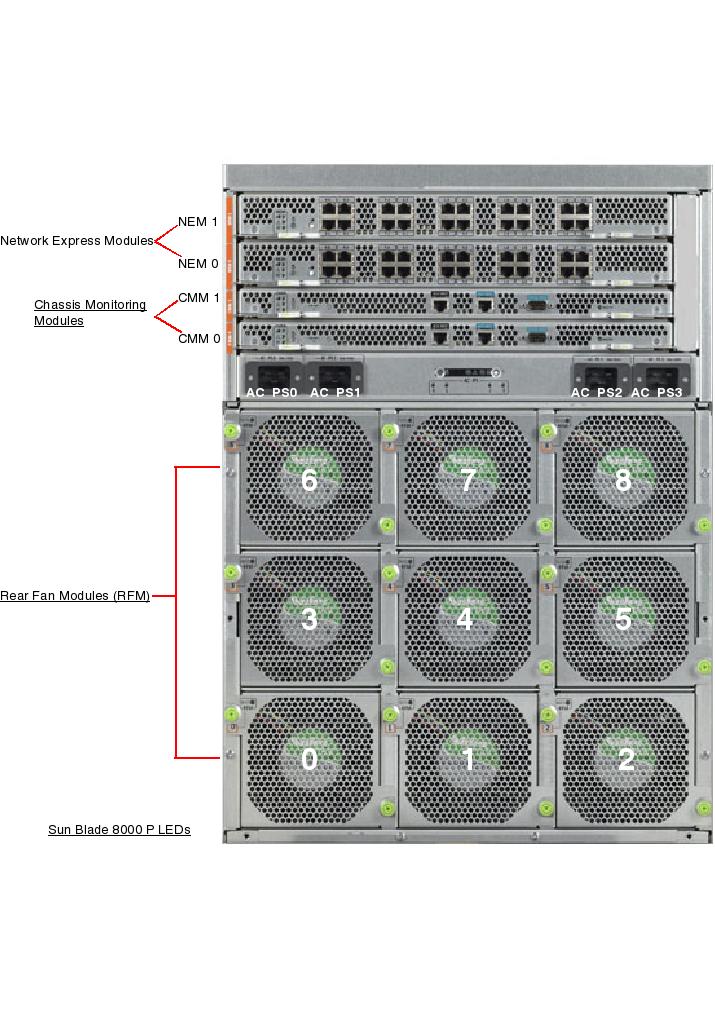 NEM 1
Network Express Modules
NEM 0
Chassis Monitoring
Modules
CMM 1
CMM 0
AC PS0 AC PS1 AC PS2 AC PS3
6 7 8
Rear Fan Modules (RFM)
3 4 5
0 1 2
Sun Blade 8000 P LEDs